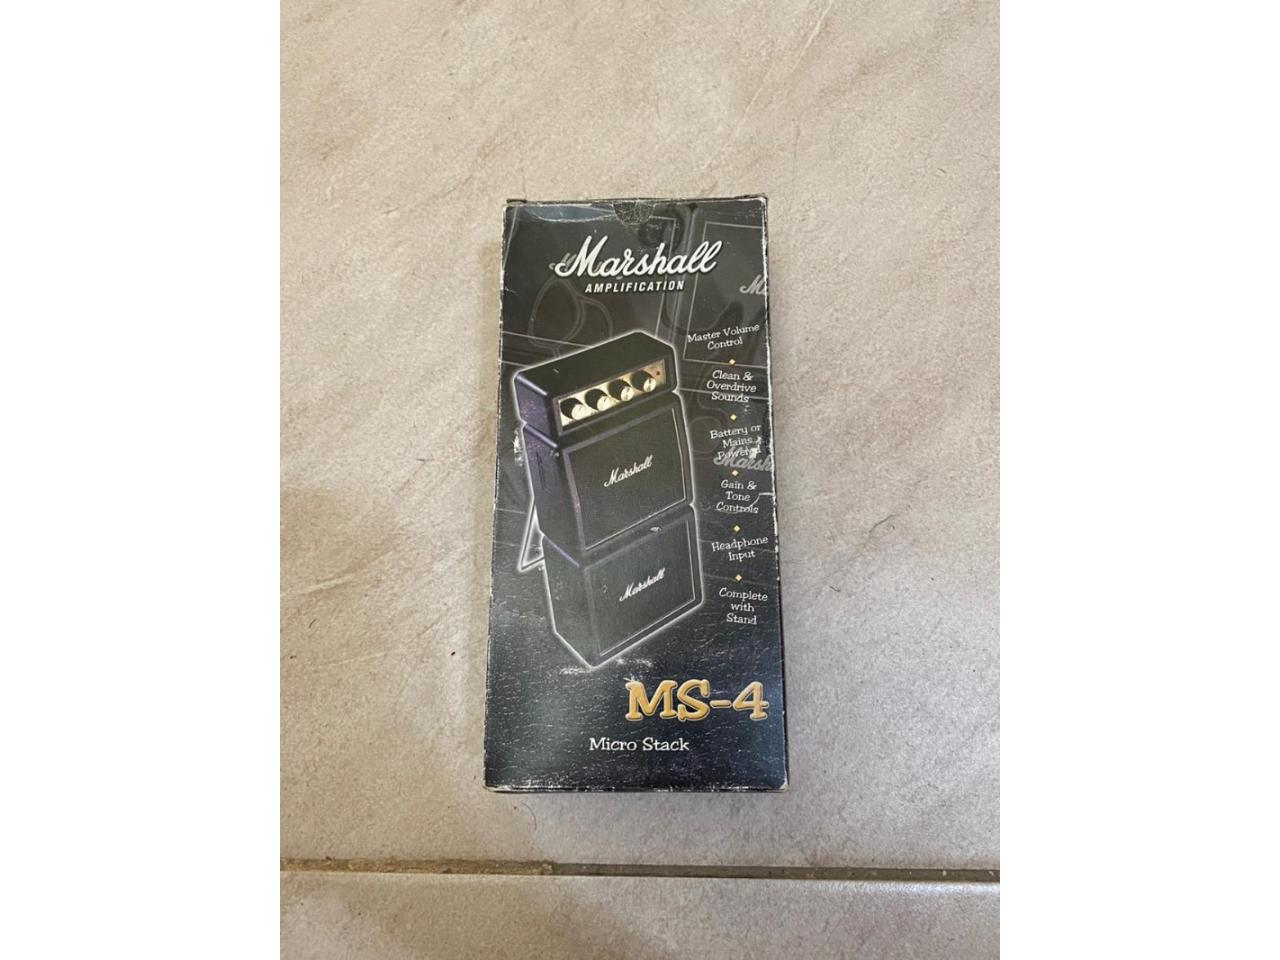 Marshall
AMPLIFICATION
Master Volume
Control
Clean &
Overdrive
Sounds
Battery or
Mains
Powered
Marsh
Gain &
Tone
Controls
Headphone
Input
Complete
with
Stand
Marshall
Marshall
MS-4
Micro Stack